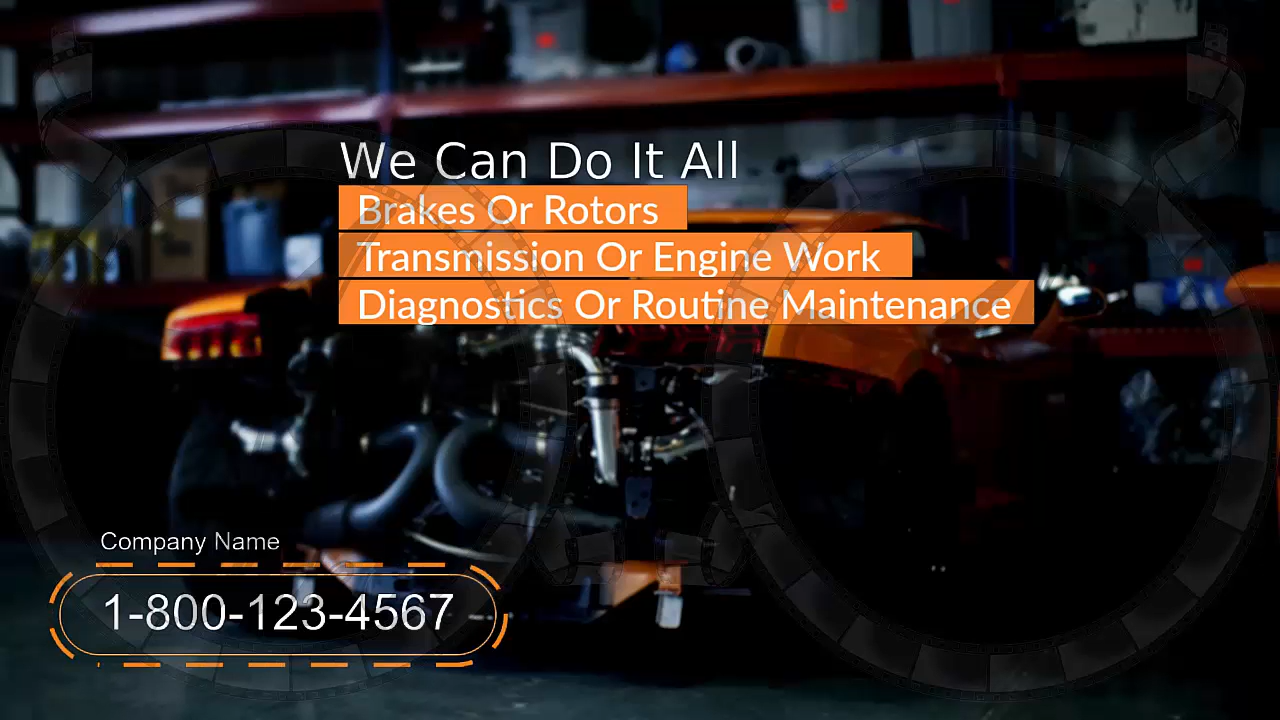 We Can Do It All
Brakes Or Rotors
Transmission Or Engine Work
Diagnostics Or Routine Maintenance
Company Name
1-800-123-4567